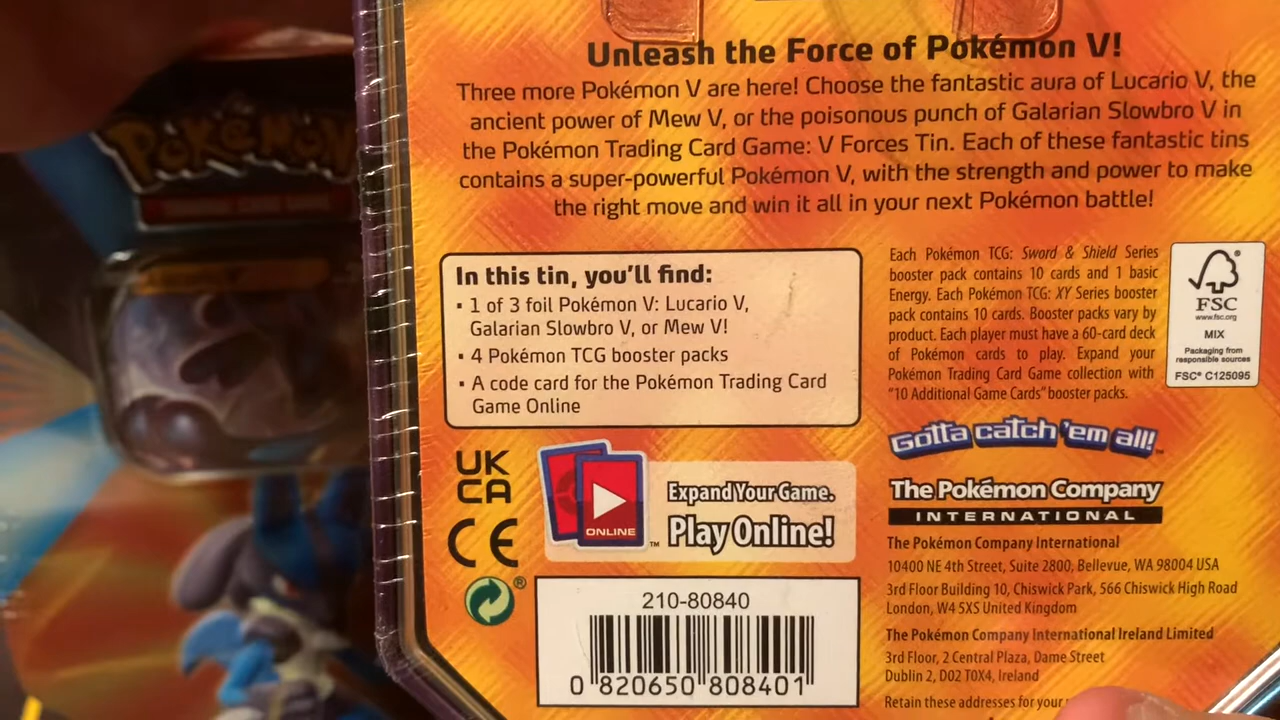 POKéMON
Unleash the Force of Pokémon V!
Three more Pokémon V are here! Choose the fantastic aura of Lucario V, the
ancient power of Mew V, or the poisonous punch of Galarian Slowbro V in
the Pokémon Trading Card Game: V Forces Tin. Each of these fantastic tins
contains a super-powerful Pokémon V, with the strength and power to make
the right move and win it all in your next Pokémon battle!
In this tin, you'll find:
▪ 1 of 3 foil Pokémon V: Lucario V,
Galarian Slowbro V, or Mew V!
▪ 4 Pokémon TCG booster packs
▪ A code card for the Pokémon Trading Card
Game Online
Each Pokémon TCG: Sword & Shield Series
booster pack contains 10 cards and 1 basic
Energy. Each Pokémon TCG: XY Series booster
pack contains 10 cards. Booster packs vary by
product. Each player must have a 60-card deck
of Pokémon cards to play. Expand your
Pokémon Trading Card Game collection with
"10 Additional Game Cards" booster packs.
FSC
www.fsc.org
MIX
Packaging from
responsible sources
FSC® C125095
UK
CA
CE
®
ONLINE
™
Expand Your Game.
Play Online!
210-80840
0 820650 808401
Gotta catch 'em all!™
The Pokémon Company
INTERNATIONAL
The Pokémon Company International
10400 NE 4th Street, Suite 2800, Bellevue, WA 98004 USA
3rd Floor Building 10, Chiswick Park, 566 Chiswick High Road
London, W4 5XS United Kingdom
The Pokémon Company International Ireland Limited
3rd Floor, 2 Central Plaza, Dame Street
Dublin 2, D02 T0X4, Ireland
Retain these addresses for your